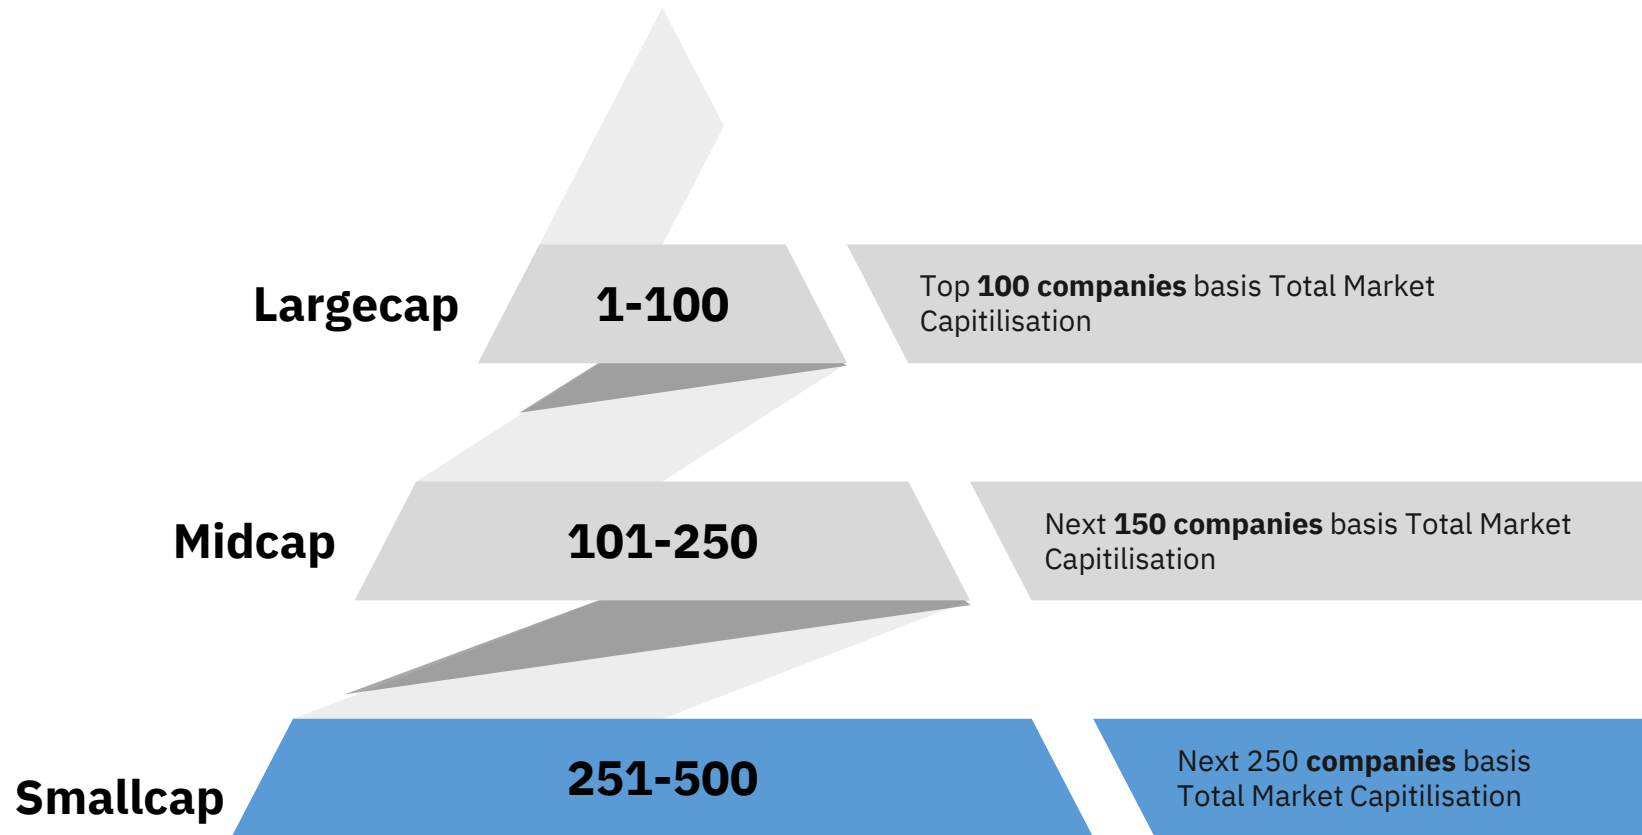 Largecap
1-100
Top 100 companies basis Total Market
Capitilisation
Midcap
101-250
Next 150 companies basis Total Market
Capitilisation
Smallcap
251-500
Next 250 companies basis
Total Market Capitilisation